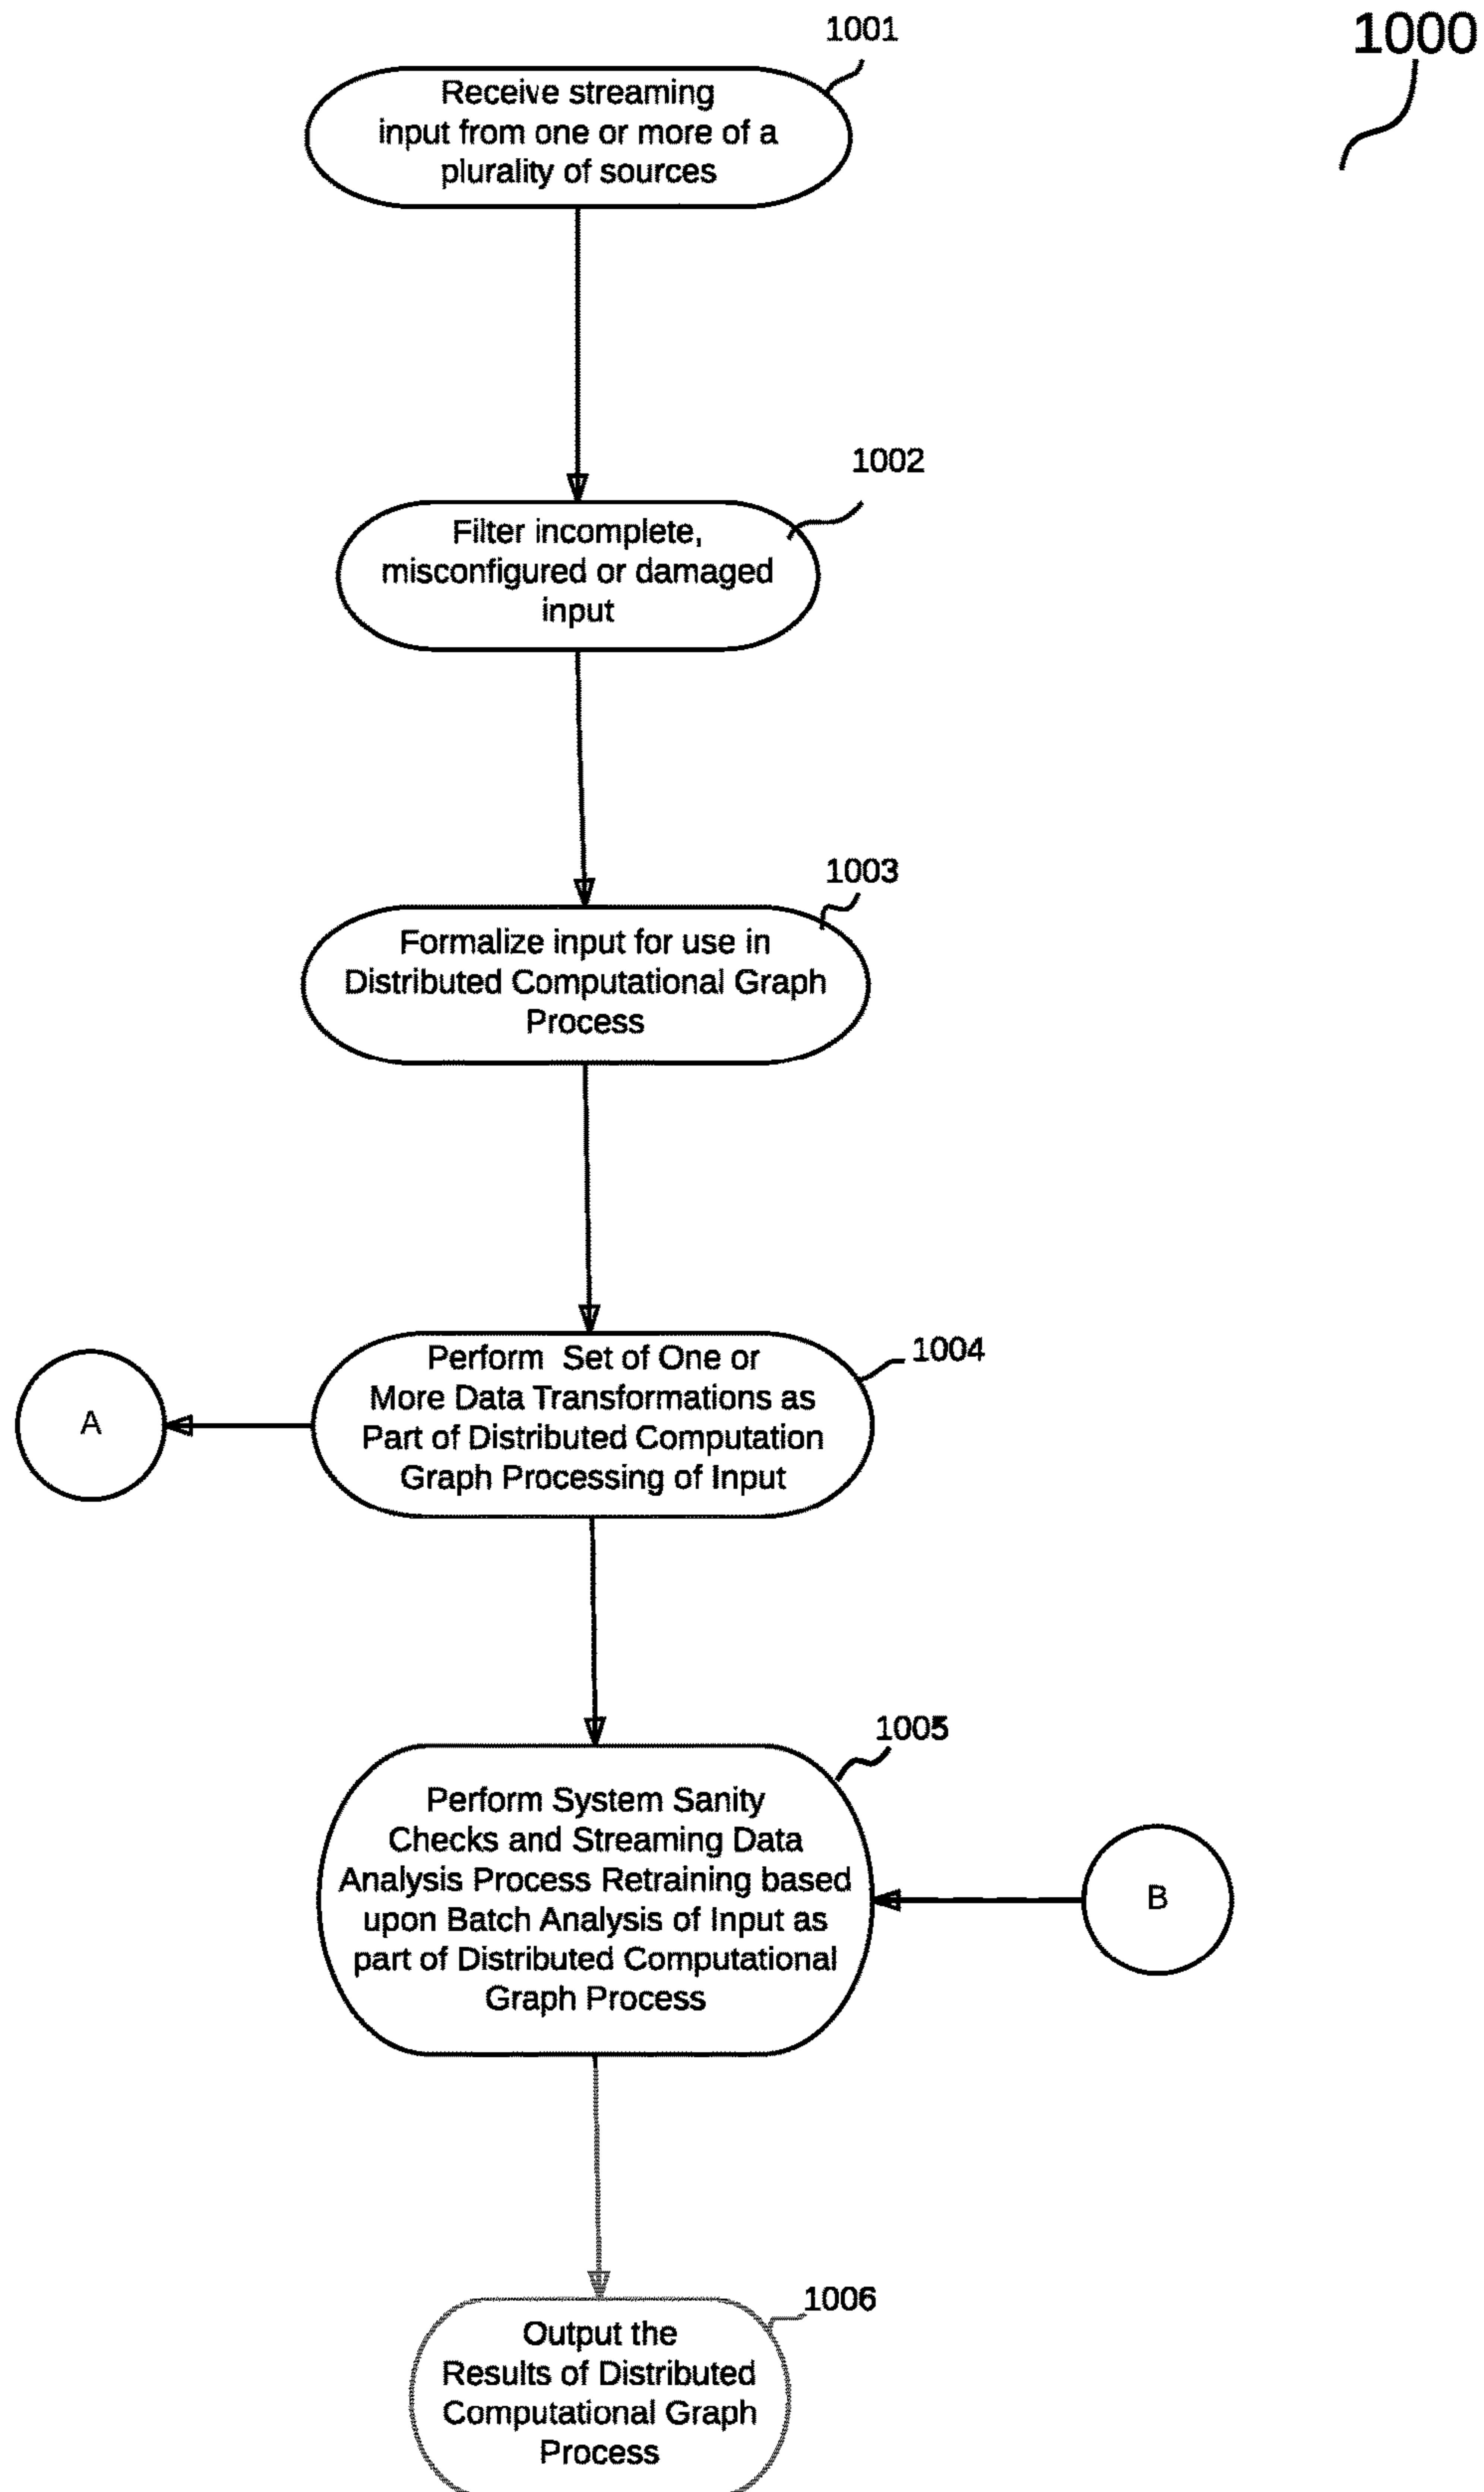 1000
1001
Receive streaming
input from one or more of a
plurality of sources
1002
Filter incomplete,
misconfigured or damaged
input
1003
Formalize input for use in
Distributed Computational Graph
Process
1004
Perform Set of One or
More Data Transformations as
Part of Distributed Computation
Graph Processing of Input
A
1005
Perform System Sanity
Checks and Streaming Data
Analysis Process Retraining based
upon Batch Analysis of Input as
part of Distributed Computational
Graph Process
B
1006
Output the
Results of Distributed
Computational Graph
Process